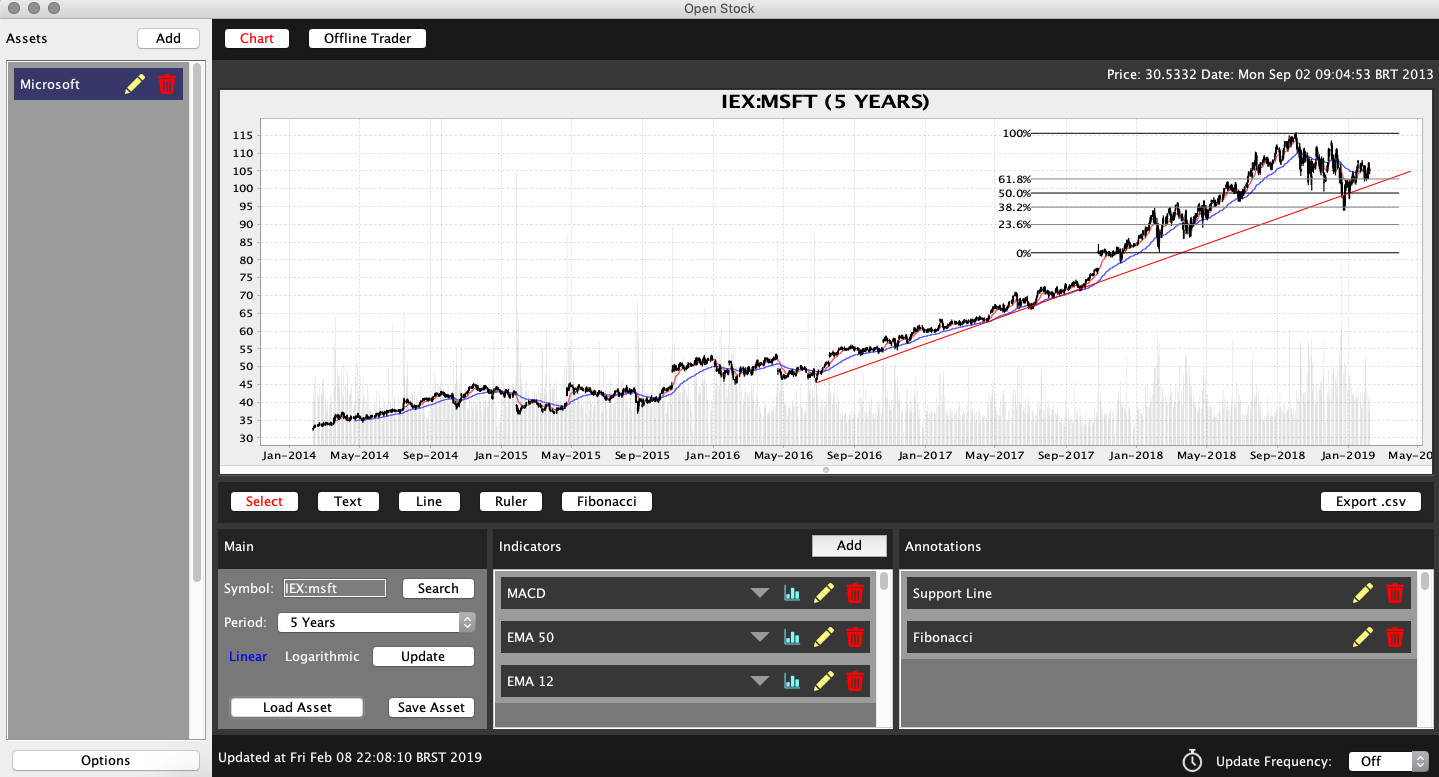 Open Stock
Assets
Add
Microsoft
Options
Chart
Offline Trader
Price: 30.5332 Date: Mon Sep 02 09:04:53 BRT 2013
IEX:MSFT (5 YEARS)
115
110
105
100
95
90
85
80
75
70
65
60
55
50
45
40
35
30
100%
61.8%
50.0%
38.2%
23.6%
0%
Jan-2014 May-2014 Sep-2014 Jan-2015 May-2015 Sep-2015 Jan-2016 May-2016 Sep-2016 Jan-2017 May-2017 Sep-2017 Jan-2018 May-2018 Sep-2018 Jan-2019 May-20
Select
Text
Line
Ruler
Fibonacci
Export .csv
Main
Symbol: IEX:msft Search
Period: 5 Years
Linear Logarithmic Update
Load Asset Save Asset
Indicators Add
MACD
EMA 50
EMA 12
Annotations
Support Line
Fibonacci
Updated at Fri Feb 08 22:08:10 BRST 2019
Update Frequency: Off